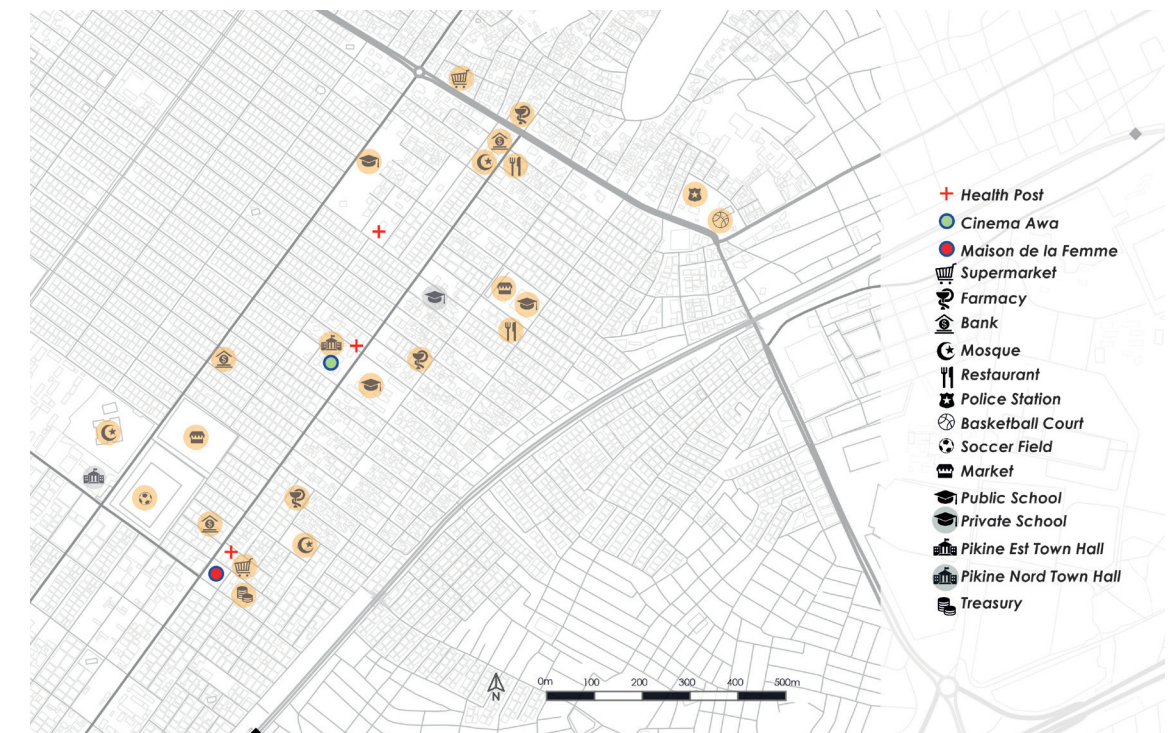 Health Post
Cinema Awa
Maison de la Femme
Supermarket
Farmacy
Bank
Mosque
Restaurant
Police Station
Basketball Court
Soccer Field
Market
Public School
Private School
Pikine Est Town Hall
Pikine Nord Town Hall
Treasury
0m 100 200 300 400 500m
N